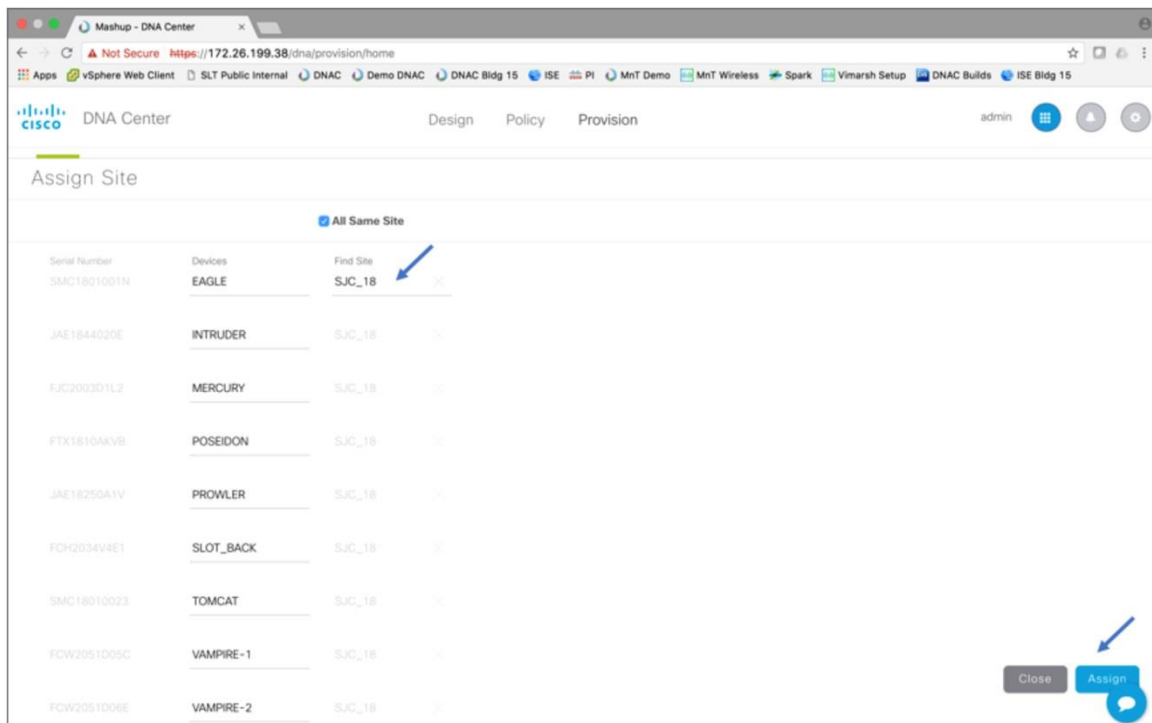 Mashup - DNA Center
Not Secure https://172.26.199.38/dna/provision/home
Apps vSphere Web Client SLT Public Internal DNAC Demo DNAC DNAC Bldg 15 ISE PI MnT Demo MnT Wireless Spark Vimarsh Setup DNAC Builds ISE Bldg 15
CISCO DNA Center Design Policy Provision admin
Assign Site
All Same Site
Serial Number Devices Find Site
SMC1801001N EAGLE SJC_18
JAE1844020E INTRUDER SJC_18
FJC2003D1L2 MERCURY SJC_18
FTX1810AKVB POSEIDON SJC_18
JAE18250A1V PROWLER SJC_18
FCH2034V4E1 SLOT_BACK SJC_18
SMC18010023 TOMCAT SJC_18
FCW2051D05C VAMPIRE-1 SJC_18
Close Assign
FCW2051D06E VAMPIRE-2 SJC_18